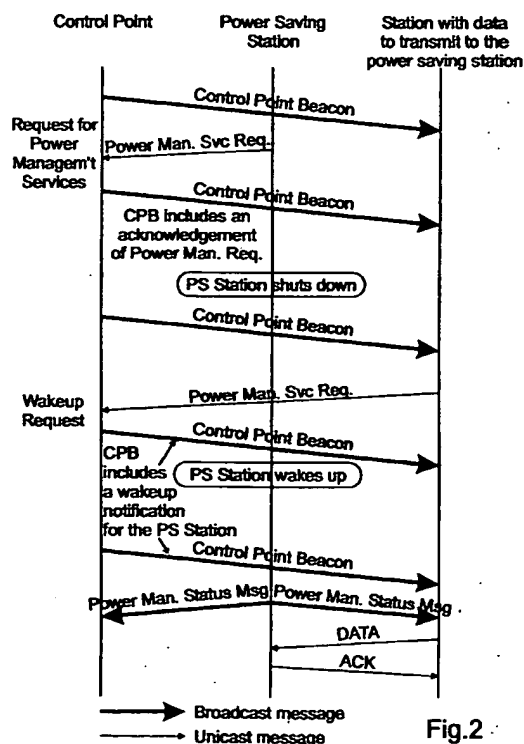 Control Point
Power Saving
Station
Station with data
to transmit to the
power saving station
Control Point Beacon
Request for
Power
Managem't
Services
Power Man. Svc Req.
Control Point Beacon
CPB includes an
acknowledgement
of Power Man. Req.
PS Station shuts down
Control Point Beacon
Power Man. Svc Req.
Wakeup
Request
Control Point Beacon
CPB
includes
a wakeup
notification
for the PS Station
PS Station wakes up
Control Point Beacon
Power Man. Status Msg
Power Man. Status Msg
DATA
ACK
Broadcast message
Unicast message
Fig.2